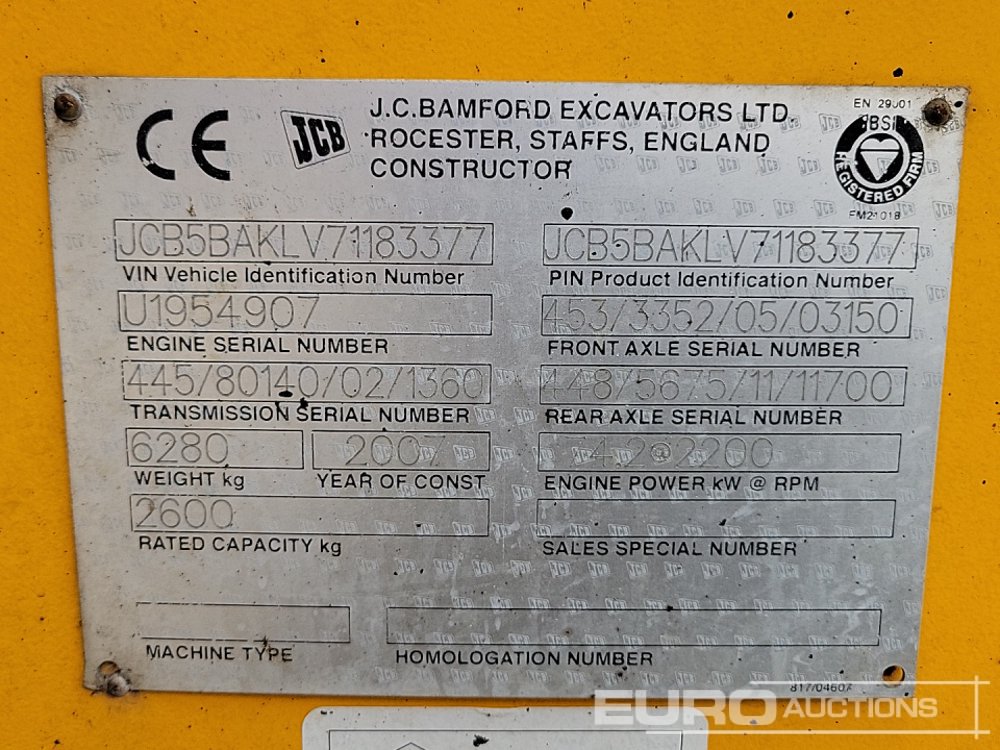 CE
JCB
J.C.BAMFORD EXCAVATORS LTD.
ROCESTER, STAFFS, ENGLAND
CONSTRUCTOR
EN 29001
BSI
REGISTERED FIRM
FM21018
JCB5BAKLV71183377
VIN Vehicle Identification Number
JCB5BAKLV71183377
PIN Product Identification Number
U1954907
ENGINE SERIAL NUMBER
453/3352/05/03150
FRONT AXLE SERIAL NUMBER
445/80140/02/1360
TRANSMISSION SERIAL NUMBER
448/5675/11/11700
REAR AXLE SERIAL NUMBER
6280
WEIGHT kg
2007
YEAR OF CONST
42@2200
ENGINE POWER kW @ RPM
2600
RATED CAPACITY kg
SALES SPECIAL NUMBER
MACHINE TYPE
HOMOLOGATION NUMBER
EURO AUCTIONS